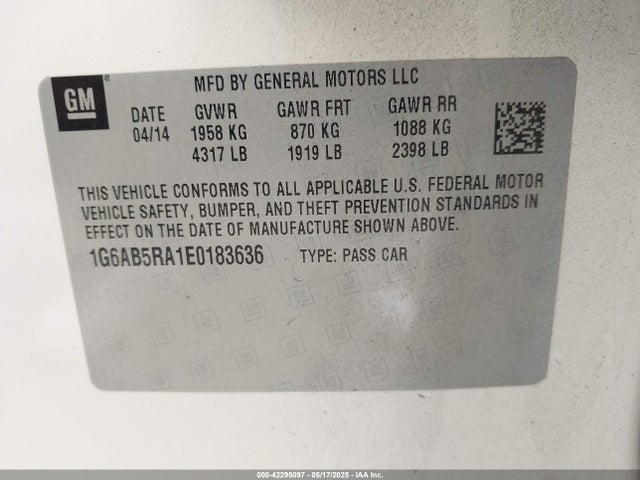 GM
MFD BY GENERAL MOTORS LLC
DATE GVWR GAWR FRT GAWR RR
04/14 1958 KG 870 KG 1088 KG
4317 LB 1919 LB 2398 LB
THIS VEHICLE CONFORMS TO ALL APPLICABLE U.S. FEDERAL MOTOR
VEHICLE SAFETY, BUMPER, AND THEFT PREVENTION STANDARDS IN
EFFECT ON THE DATE OF MANUFACTURE SHOWN ABOVE.
1G6AB5RA1E0183636 TYPE: PASS CAR
000-42295097 - 05/17/2025 - IAA Inc.